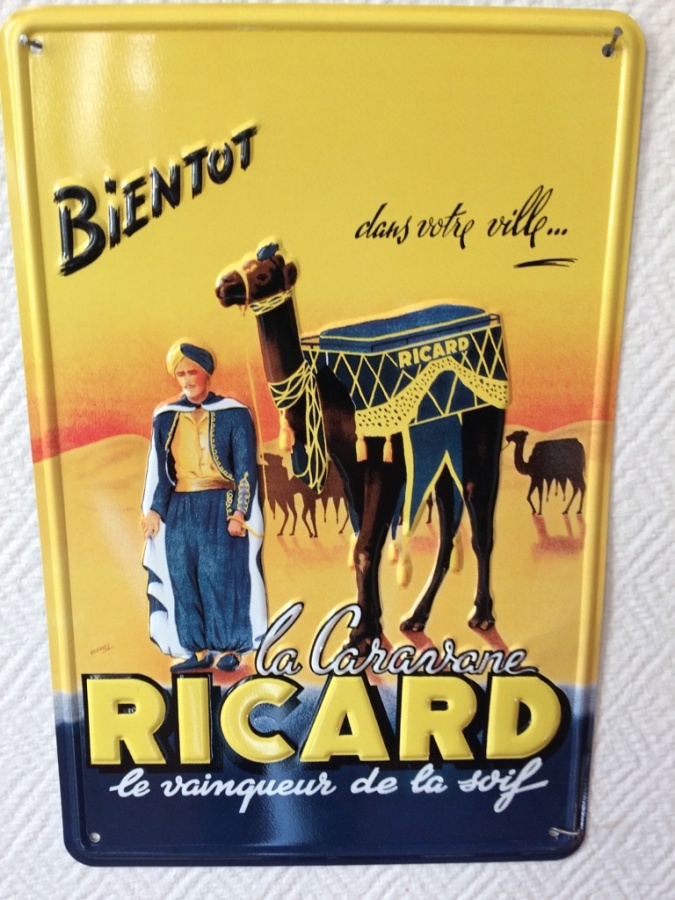 BiENTOT
dans votre ville...
RICARD
la Caravane
RICARD
le vainqueur de la soif